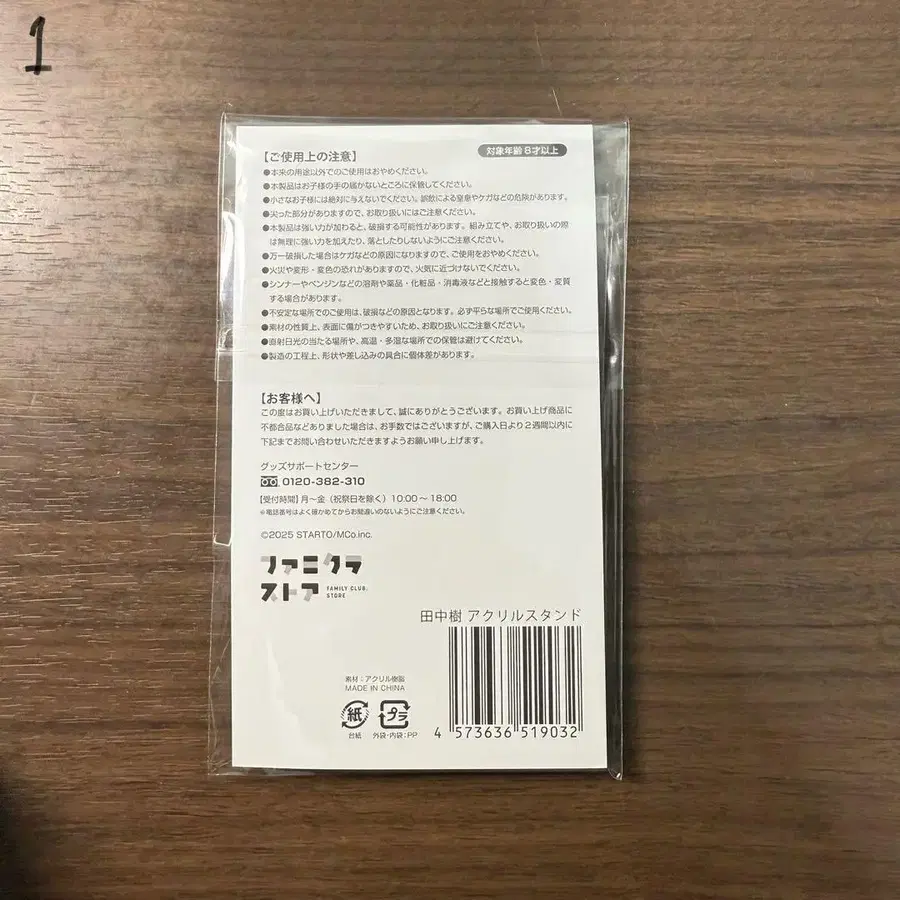 1
【ご使用上の注意】
対象年齢8才以上
●本来の用途以外でのご使用はおやめください。
●本製品はお子様の手の届かないところに保管してください。
●小さなお子様には絶対に与えないでください。誤飲による窒息やケガなどの危険があります。
●尖った部分がありますので、お取り扱いにはご注意ください。
●本製品は強い力が加わると、破損する可能性があります。組み立てや、お取り扱いの際
は無理に強い力を加えたり、落としたりしないようにご注意ください。
●万一破損した場合はケガなどの原因になりますので、ご使用をおやめください。
●火災や変形・変色の恐れがありますので、火気に近づけないでください。
●シンナーやベンジンなどの溶剤や薬品・化粧品・消毒液などと接触すると変色・変質
する場合があります。
●不安定な場所でのご使用は、破損などの原因となります。必ず平らな場所でご使用ください。
●素材の性質上、表面に傷がつきやすいため、お取り扱いにご注意ください。
●直射日光の当たる場所や、高温・多湿な場所での保管は避けてください。
●製造の工程上、形状や差し込みの具合に個体差があります。
【お客様へ】
この度はお買い上げいただきまして、誠にありがとうございます。お買い上げ商品に
不都合品などありました場合は、お手数ではございますが、ご購入日より2週間以内に
下記までお問い合わせいただきますようお願い申し上げます。
グッズサポートセンター
0120-382-310
【受付時間】月〜金（祝祭日を除く）10:00〜18:00
※電話番号はよく確かめてからお間違いのないようにご注意ください。
©2025 STARTO/MCo.inc.
ファミクラ
ストア
FAMILY CLUB.
STORE
田中樹 アクリルスタンド
素材：アクリル樹脂
MADE IN CHINA
紙
プラ
台紙
外袋・内袋：PP
4 573636 519032